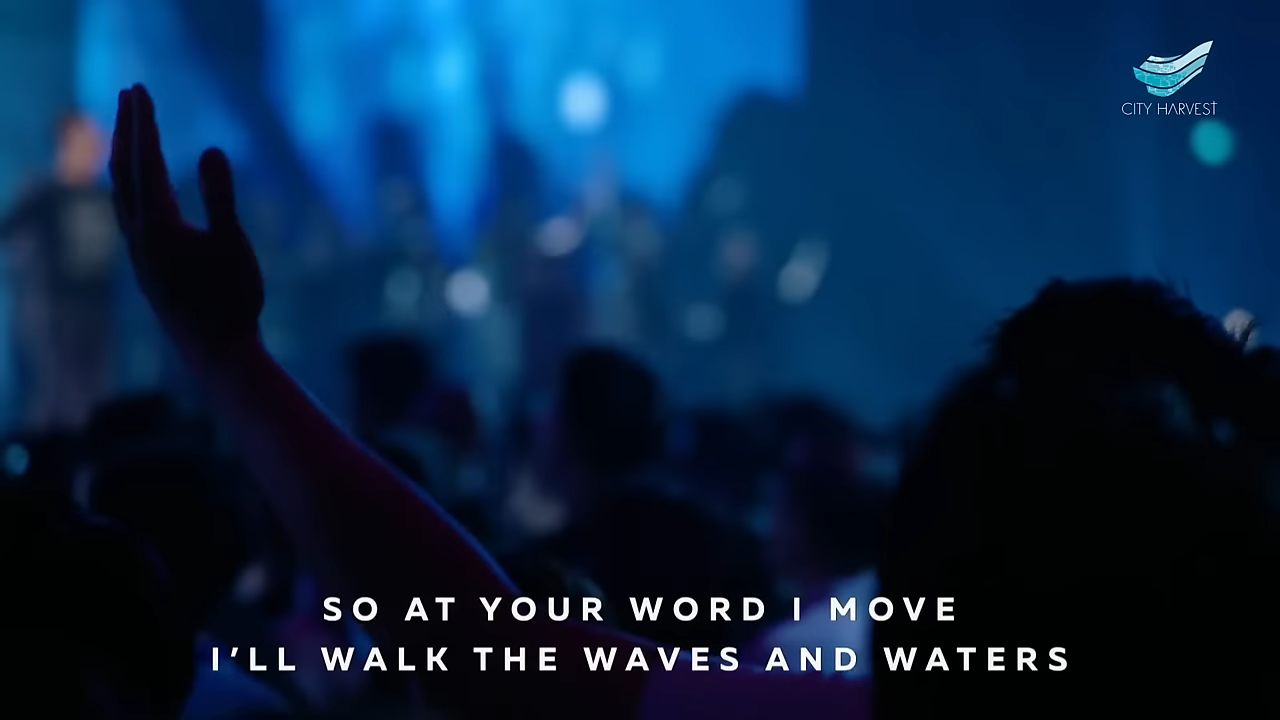 CITY HARVEST
SO AT YOUR WORD I MOVE
I'LL WALK THE WAVES AND WATERS